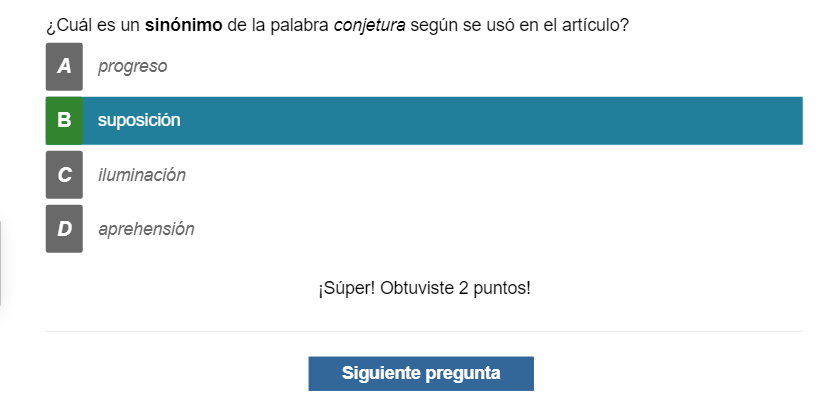 ¿Cuál es un sinónimo de la palabra conjetura según se usó en el artículo?
A progreso
B suposición
C iluminación
D aprehensión
¡Súper! Obtuviste 2 puntos!
Siguiente pregunta